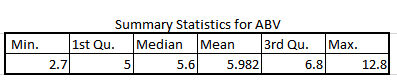 Summary Statistics for ABV
Min. 1st Qu. Median Mean 3rd Qu. Max.
2.7 5 5.6 5.982 6.8 12.8